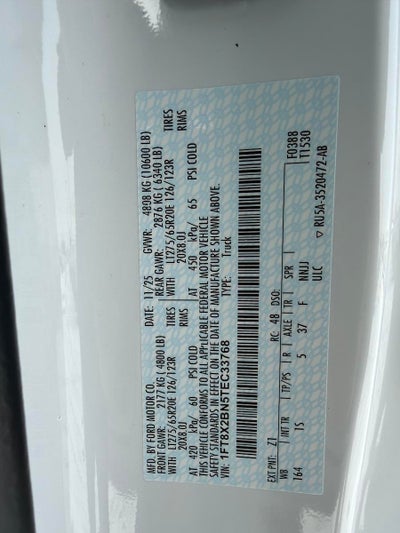 MFD. BY FORD MOTOR CO. DATE: 11/25 GVWR: 4808 KG (10600 LB)
FRONT GAWR: 2177 KG ( 4800 LB) REAR GAWR: 2876 KG ( 6340 LB)
LT275/65R20E 126/123R TIRES WITH LT275/65R20E 126/123R TIRES
20X8.0J RIMS 20X8.0J RIMS
AT 420 kPa/ 60 PSI COLD AT 450 kPa/ 65 PSI COLD
THIS VEHICLE CONFORMS TO ALL APPLICABLE FEDERAL MOTOR VEHICLE
SAFETY STANDARDS IN EFFECT ON THE DATE OF MANUFACTURE SHOWN ABOVE.
VIN: 1FT8X2BN5TEC33768 Truck
F0388
T1530
EXT PNT: Z1 RC: 48 DSO:
WB INT TR TP/PS R AXLE TR SPR
164 15 5 37 F NNJJ
ULC
RU5A-3520472-AB